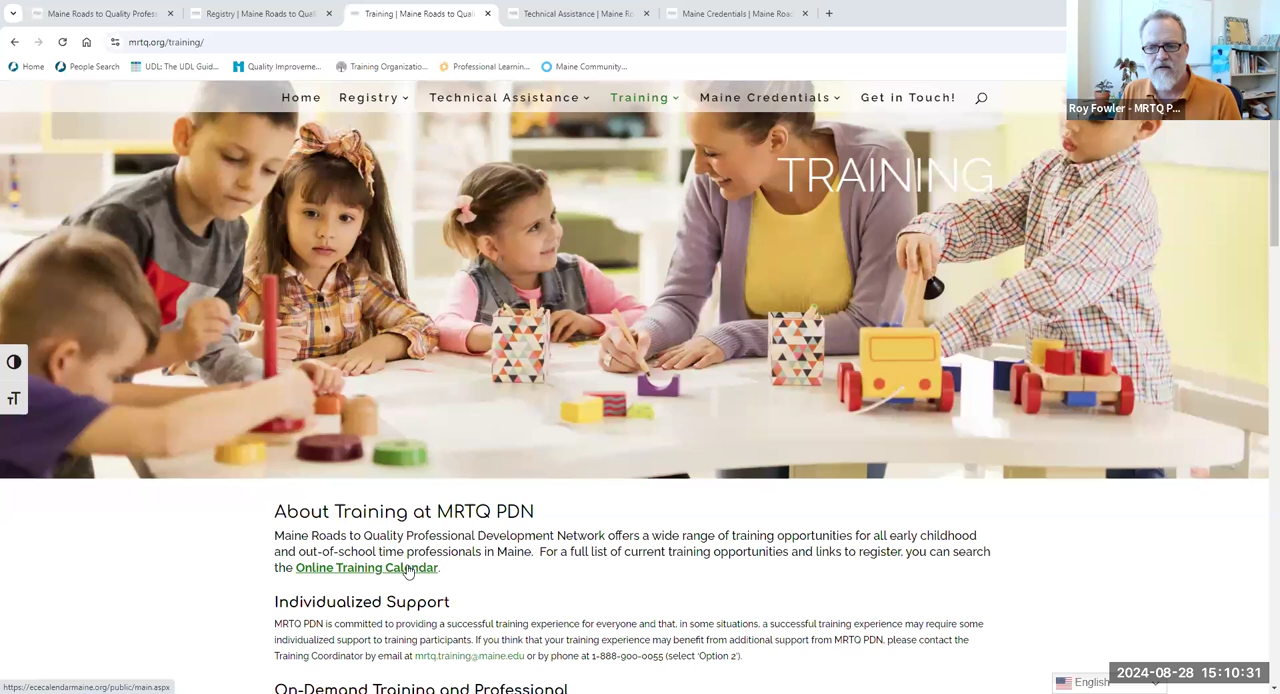 Maine Roads to Quality Profess
Registry | Maine Roads to Quali
Training | Maine Roads to Quali
Technical Assistance | Maine Ro
Maine Credentials | Maine Road
mrtq.org/training/
Home
People Search
UDL: The UDL Guid...
Quality Improveme...
Training Organizatio...
Professional Learnin...
Maine Community...
Roy Fowler - MRTQ P...
Home
Registry
Technical Assistance
Training
Maine Credentials
Get in Touch!
TRAINING
About Training at MRTQ PDN
Maine Roads to Quality Professional Development Network offers a wide range of training opportunities for all early childhood
and out-of-school time professionals in Maine. For a full list of current training opportunities and links to register, you can search
the Online Training Calendar.
Individualized Support
MRTQ PDN is committed to providing a successful training experience for everyone and that, in some situations, a successful training experience may require some
individualized support to training participants. If you think that your training experience may benefit from additional support from MRTQ PDN, please contact the
Training Coordinator by email at mrtq.training@maine.edu or by phone at 1-888-900-0055 (select 'Option 2').
On-Demand Training and Professional
https://ececalendarmaine.org/public/main.aspx
English
2024-08-28 15:10:31